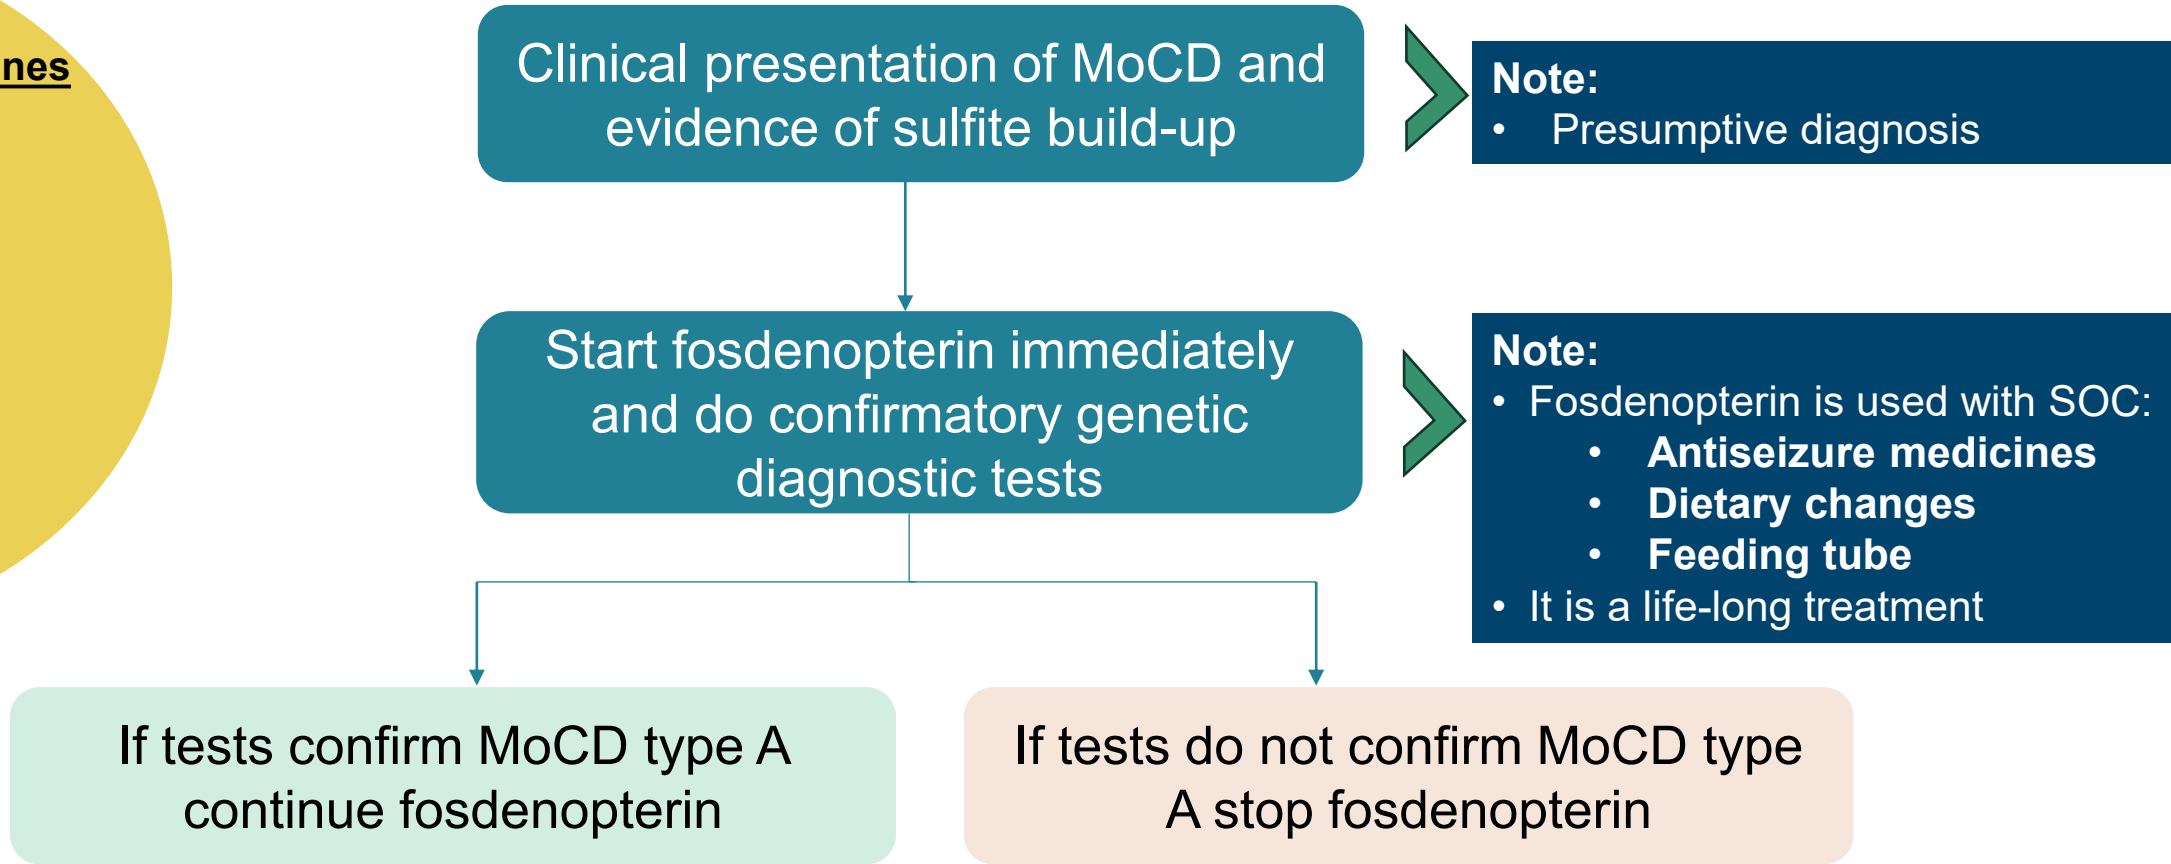 nes
Clinical presentation of MoCD and
evidence of sulfite build-up
Note:
• Presumptive diagnosis
Start fosdenopterin immediately
and do confirmatory genetic
diagnostic tests
Note:
• Fosdenopterin is used with SOC:
• Antiseizure medicines
• Dietary changes
• Feeding tube
• It is a life-long treatment
If tests confirm MoCD type A
continue fosdenopterin
If tests do not confirm MoCD type
A stop fosdenopterin